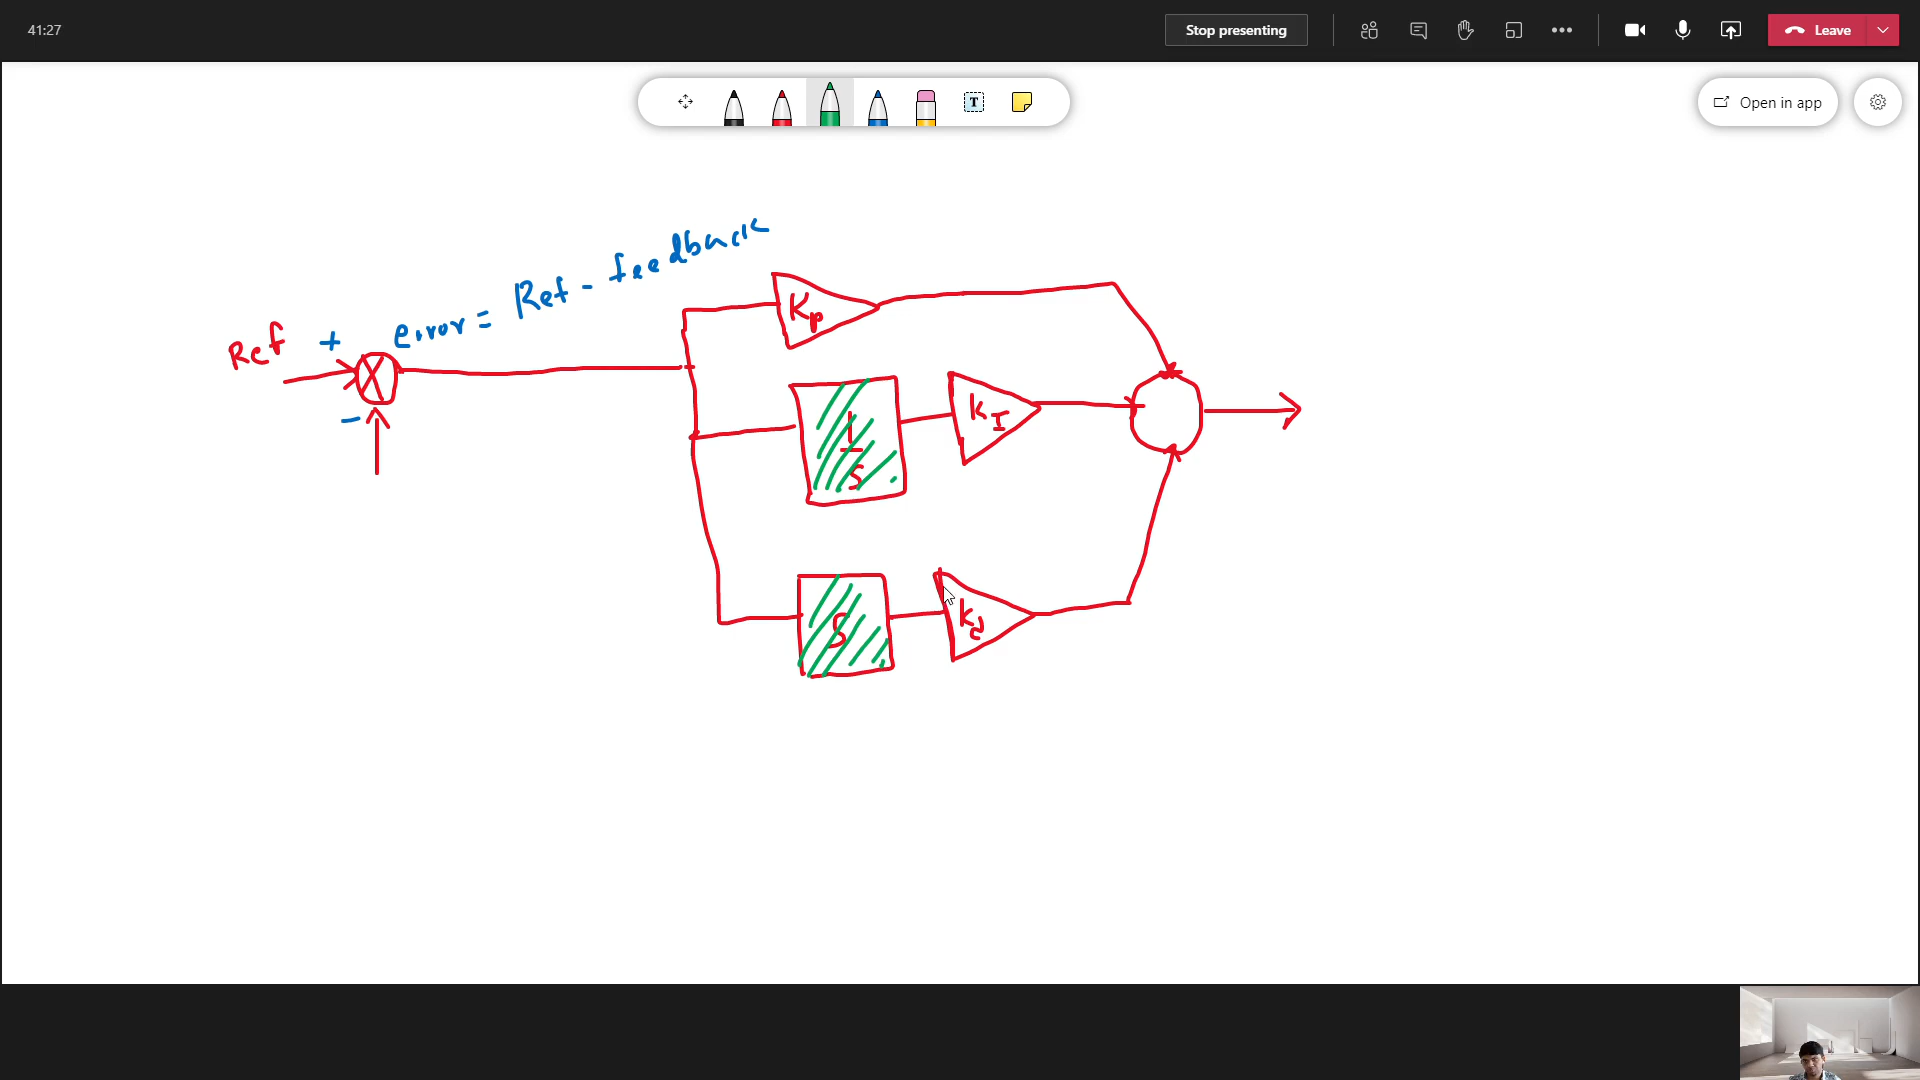 41:27
Stop presenting
Leave
T
Open in app
error = Ref - feedback
Ref +
-
Kp
1/s
KI
S
Kd